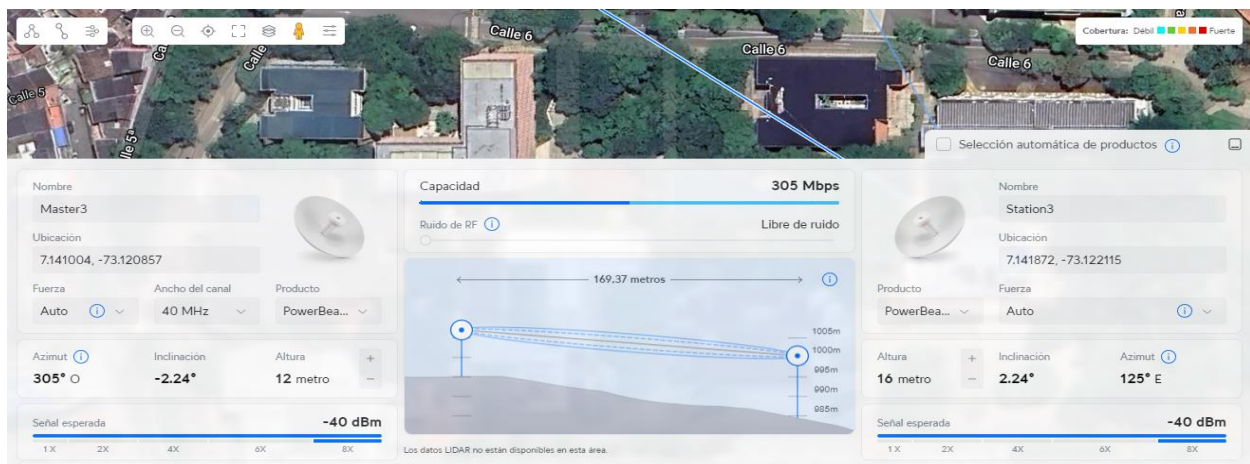 Calle 6
Calle 6
Calle 6
Calle 5
Calle 5ª
Cobertura: Débil Fuerte
Selección automática de productos
Nombre
Master3
Ubicación
7.141004, -73.120857
Fuerza
Ancho del canal
Producto
Auto
40 MHz
PowerBea...
Azimut
Inclinación
Altura
305° O
-2.24°
12 metro
+
−
Señal esperada
-40 dBm
1X 2X 4X 6X 8X
Capacidad
305 Mbps
Ruido de RF
Libre de ruido
169,37 metros
1005m
1000m
995m
990m
985m
Los datos LIDAR no están disponibles en esta área.
Nombre
Station3
Ubicación
7.141872, -73.122115
Producto
Fuerza
PowerBea...
Auto
Altura
Inclinación
Azimut
16 metro
+
−
2.24°
125° E
Señal esperada
-40 dBm
1X 2X 4X 6X 8X